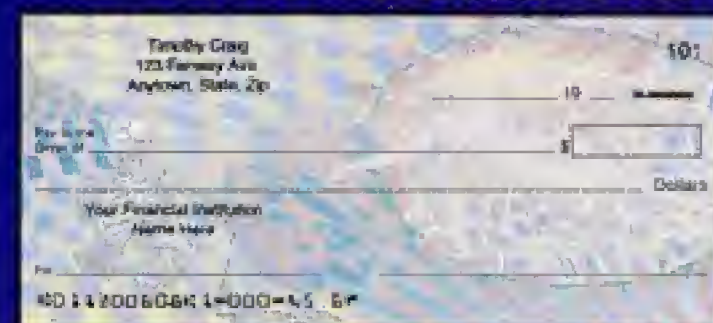 Timothy Craig 101
123 Fairway Ave
Anytown, State, Zip
19
Pay to the
Order of $
Dollars
Your Financial Institution
Name Here
For